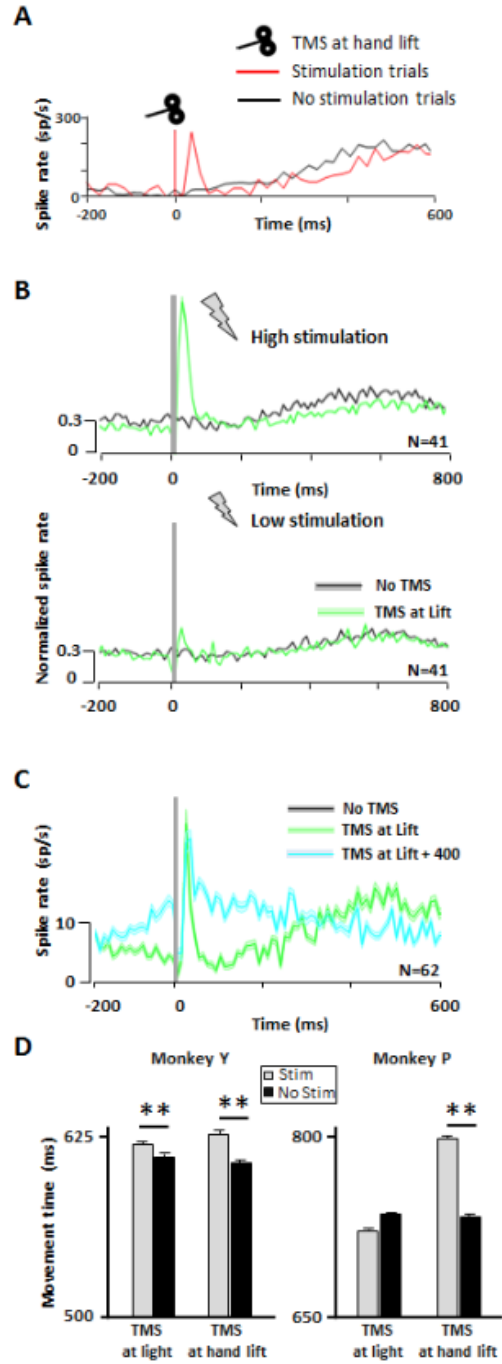 A
TMS at hand lift
Stimulation trials
No stimulation trials
Spike rate (sp/s)
300
0
-200
0
600
Time (ms)
B
High stimulation
0.3
0
N=41
-200
0
800
Time (ms)
Low stimulation
Normalized spike rate
No TMS
TMS at Lift
0.3
0
N=41
-200
0
800
C
No TMS
TMS at Lift
TMS at Lift + 400
Spike rate (sp/s)
10
0
N=62
-200
0
600
Time (ms)
D
Monkey Y
Monkey P
Stim
No Stim
Movement time (ms)
625
**
**
500
800
**
650
TMS
at light
TMS
at hand lift
TMS
at light
TMS
at hand lift